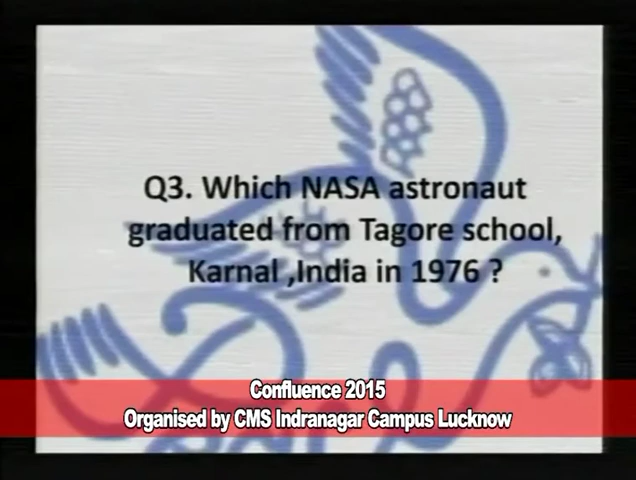 Q3. Which NASA astronaut
graduated from Tagore school,
Karnal ,India in 1976 ?
Confluence 2015
Organised by CMS Indranagar Campus Lucknow